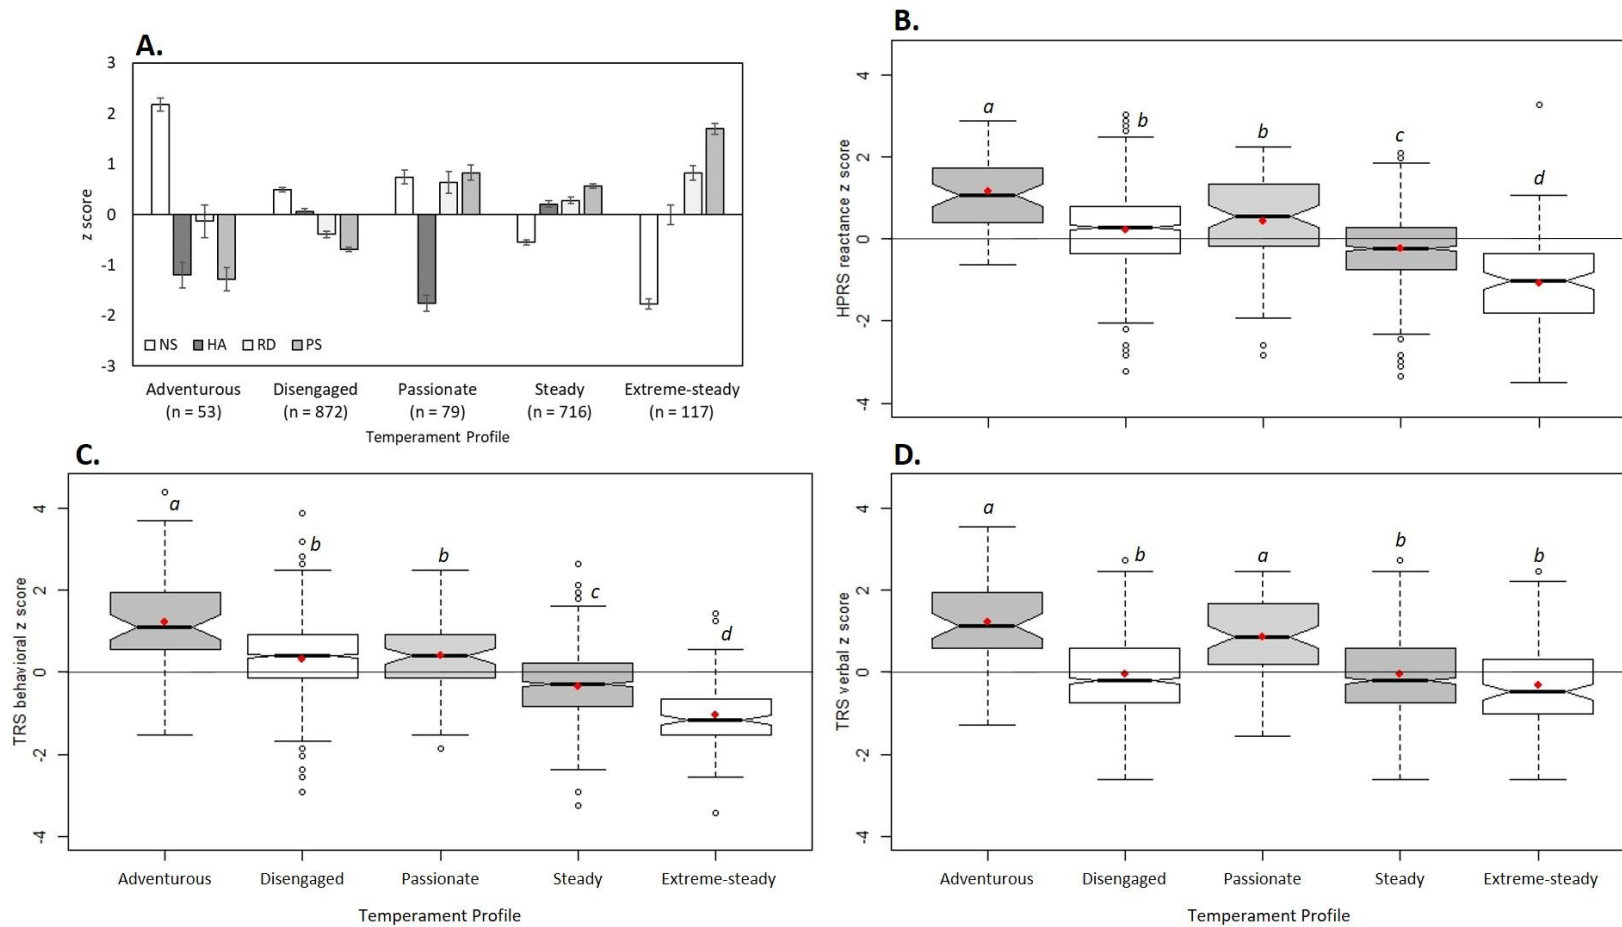 A.
3
2
1
0
-1
-2
-3
z score
NS HA RD PS
Adventurous Disengaged Passionate Steady Extreme-steady
(n = 53) (n = 872) (n = 79) (n = 716) (n = 117)
Temperament Profile
B.
4
2
0
-2
-4
HPRS reactance z score
a
b
b
c
d
C.
4
2
0
-2
-4
TRS behavioral z score
a
b
b
c
d
Adventurous Disengaged Passionate Steady Extreme-steady
Temperament Profile
D.
4
2
0
-2
-4
TRS verbal z score
a
b
a
b
b
Adventurous Disengaged Passionate Steady Extreme-steady
Temperament Profile